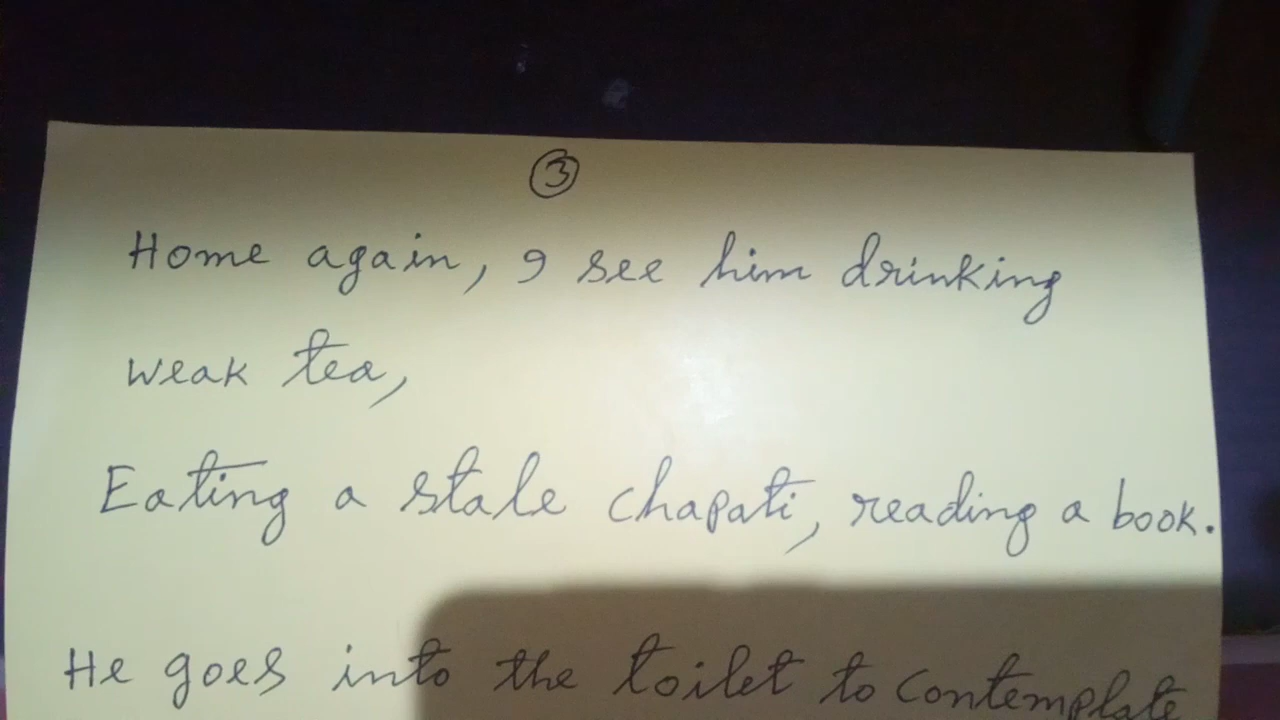 3
Home again, I see him drinking
weak tea,
Eating a stale chapati, reading a book.
He goes into the toilet to contemplate